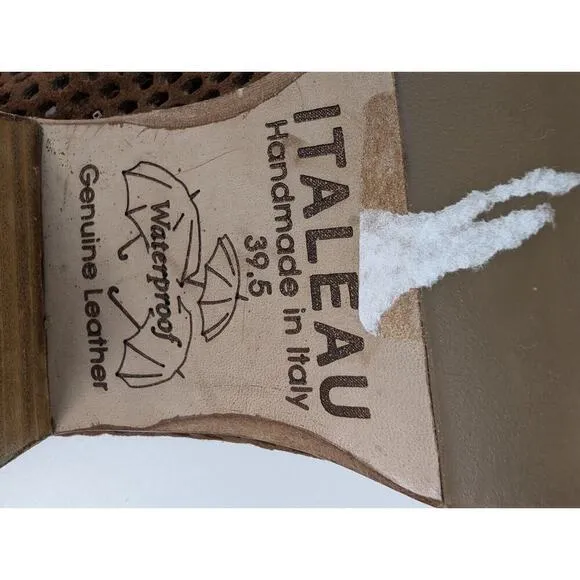 ITALEAU
Handmade in Italy
39.5
Waterproof
Genuine Leather